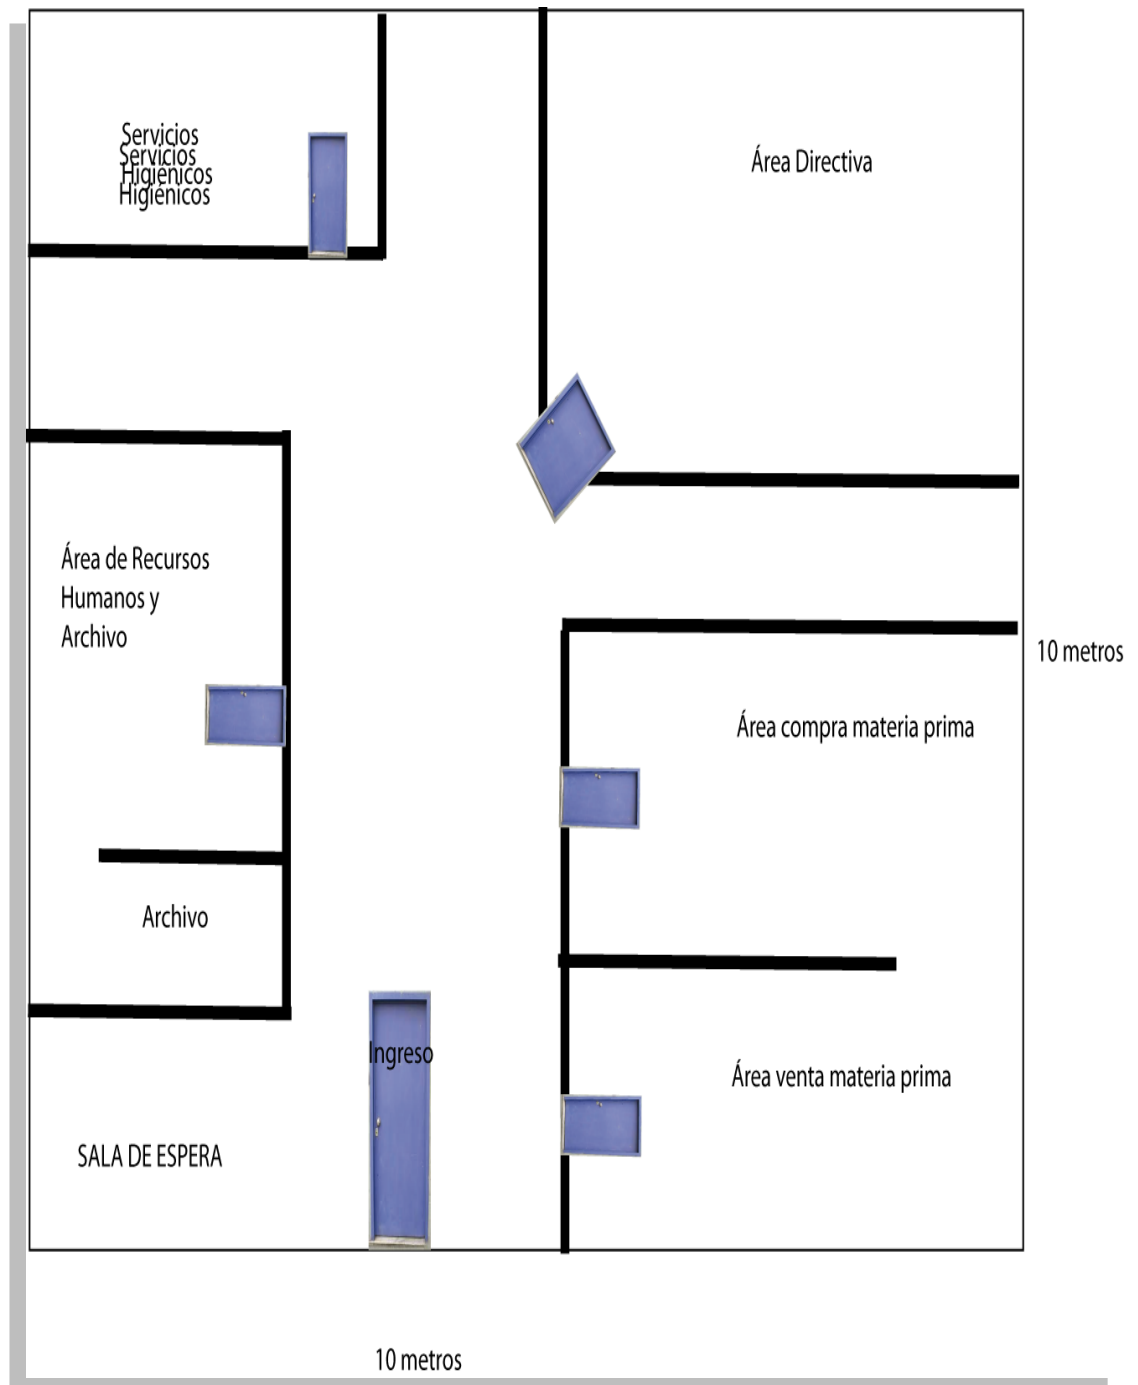 Servicios
Servicios
Higiénicos
Higiénicos
Área Directiva
Área de Recursos
Humanos y
Archivo
10 metros
Área compra materia prima
Archivo
Ingreso
Área venta materia prima
SALA DE ESPERA
10 metros